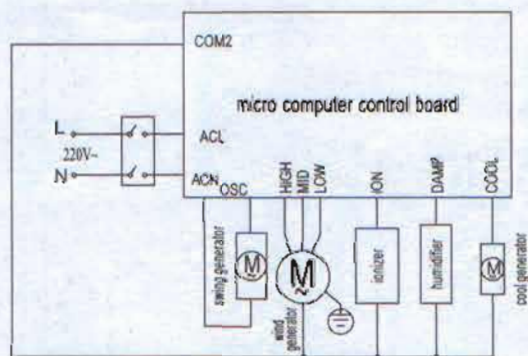 COM2
micro computer control board
L
ACL
220V~
N
ACN
OSC
HIGH
MID
LOW
ION
DAMP
COOL
swing generator
M
M
wind generator
ionizer
humidifier
M
cool generator